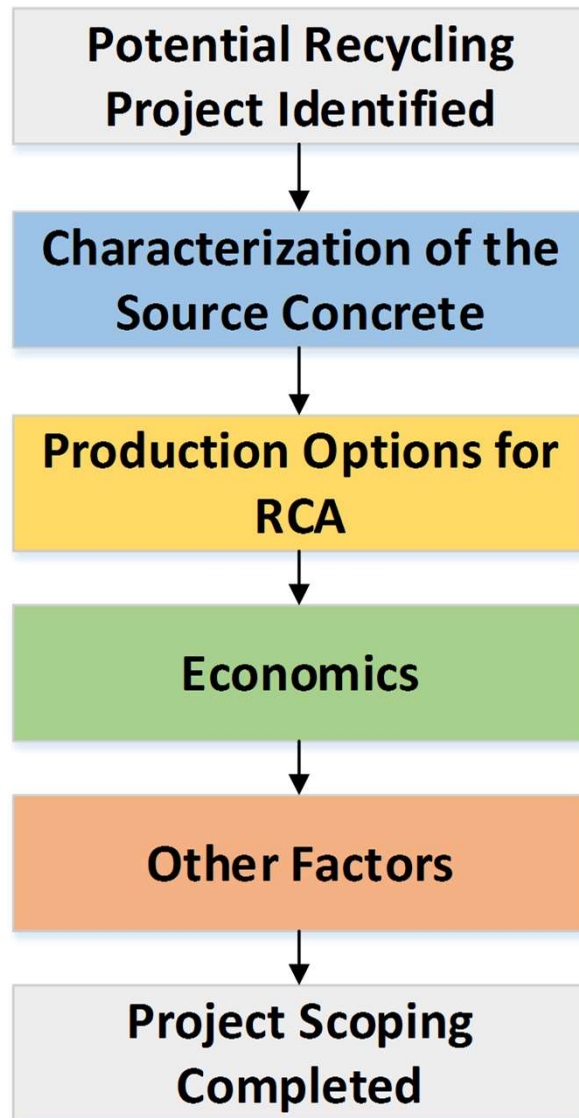 Potential Recycling
Project Identified
Characterization of the
Source Concrete
Production Options for
RCA
Economics
Other Factors
Project Scoping
Completed